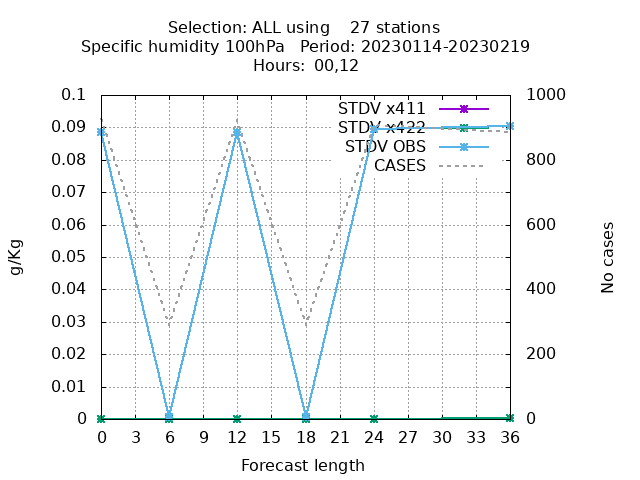 Selection: ALL using    27 stations
Specific humidity 100hPa   Period: 20230114-20230219
Hours: 00,12
0.1
0.09
0.08
0.07
0.06
0.05
0.04
0.03
0.02
0.01
0
g/Kg
STDV x411
STDV x422
STDV OBS
CASES
1000
800
600
400
200
0
No cases
0 3 6 9 12 15 18 21 24 27 30 33 36
Forecast length